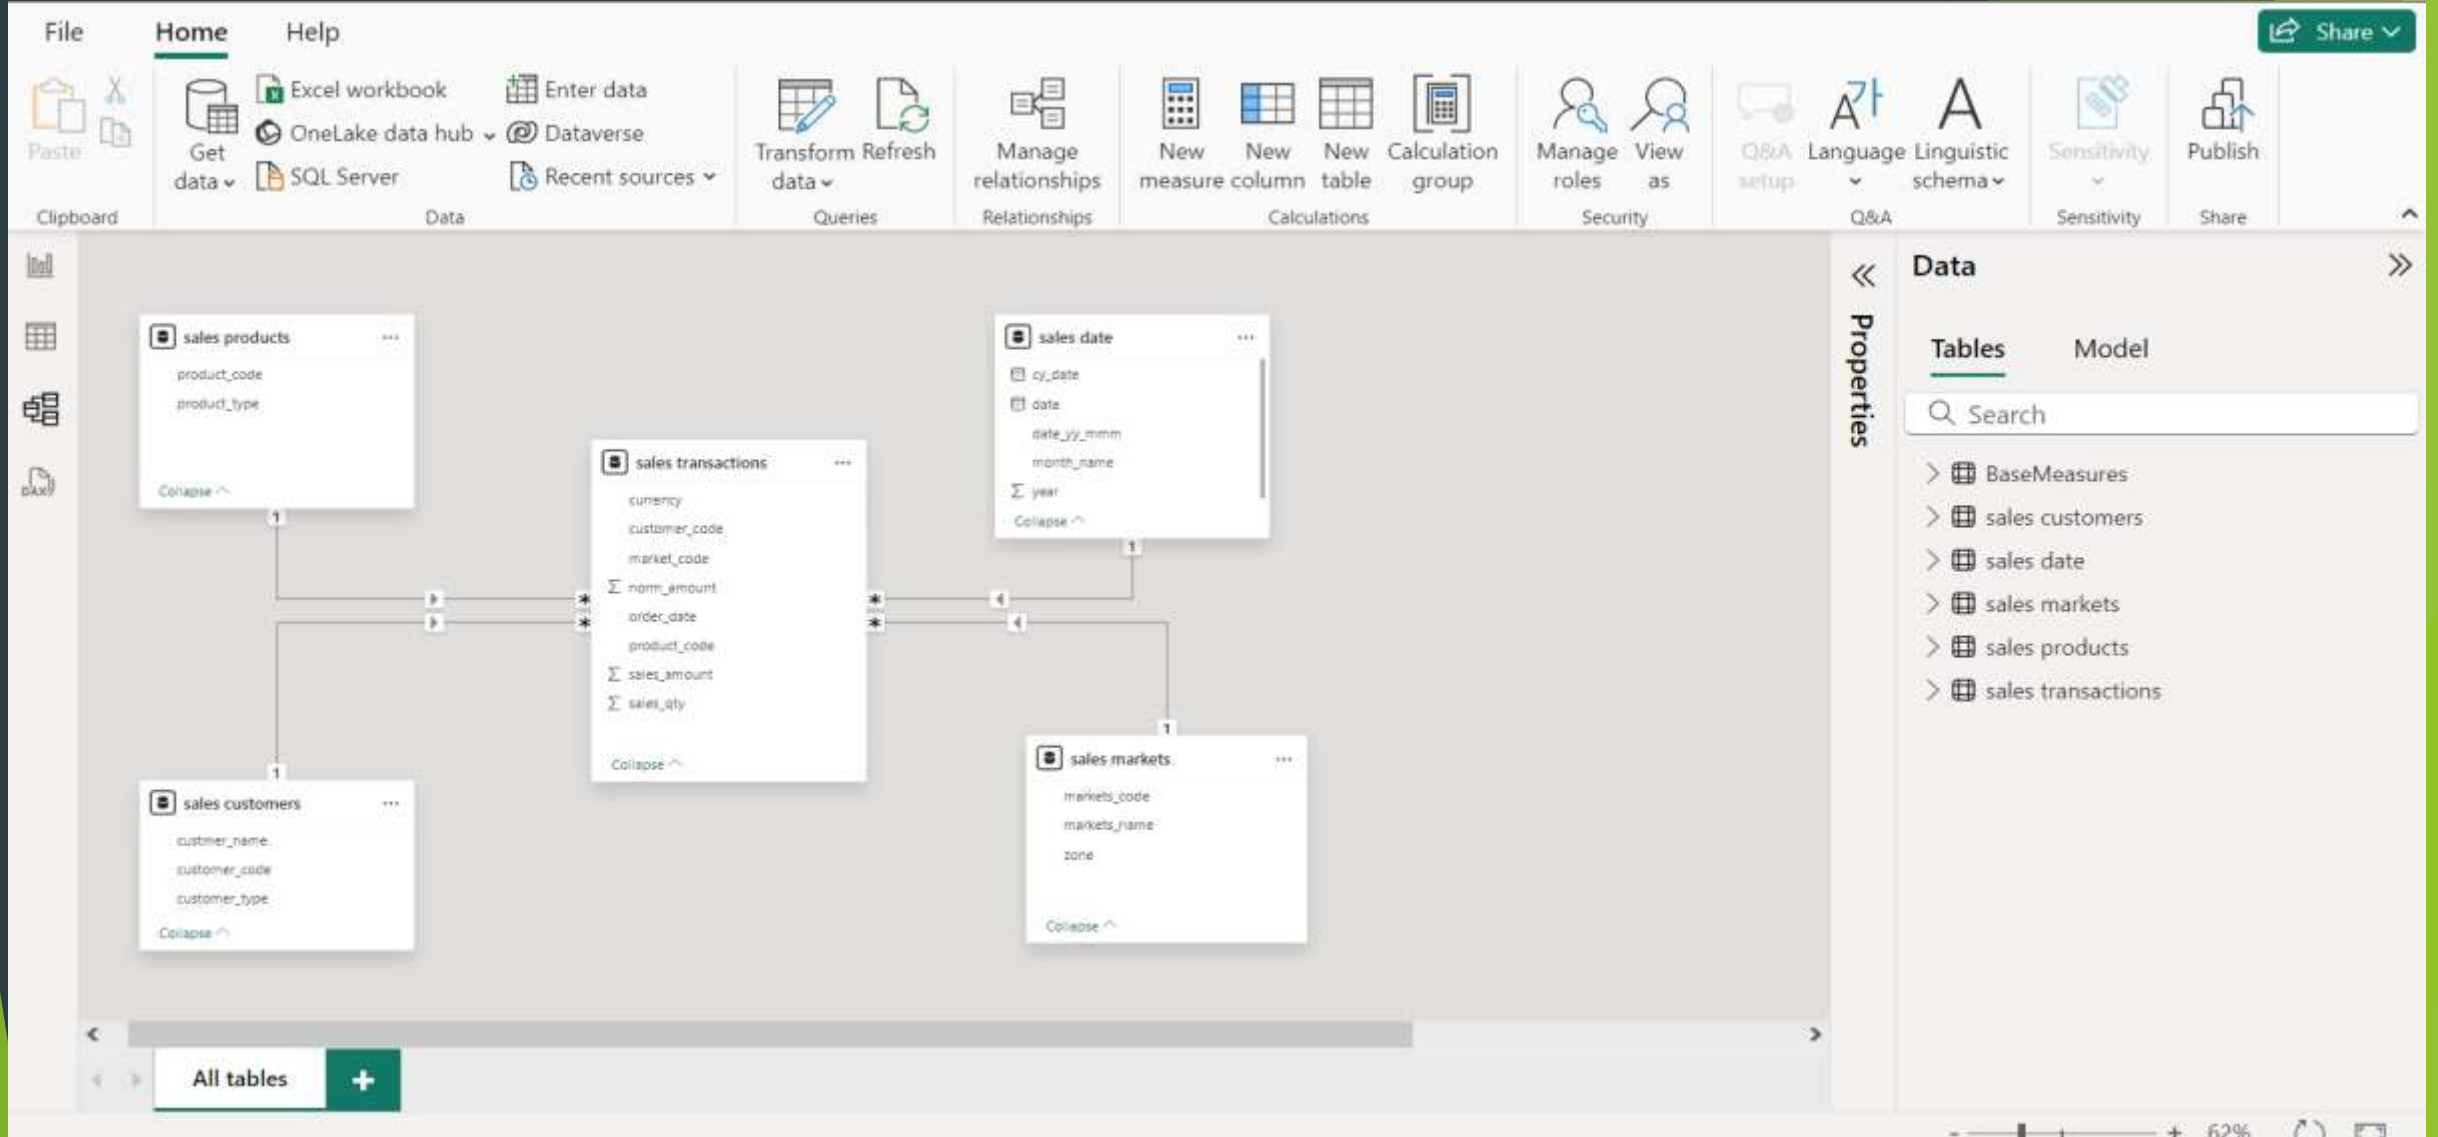 File Home Help Share
Paste
Get data
Excel workbook
OneLake data hub
SQL Server
Enter data
Dataverse
Recent sources
Transform data
Refresh
Manage relationships
New measure
New column
New table
Calculation group
Manage roles
View as
Q&A setup
Language
Linguistic schema
Sensitivity
Publish
Clipboard Data Queries Relationships Calculations Security Q&A Sensitivity Share
DAX
sales products
product_code
product_type
Collapse
1
sales transactions
currency
customer_code
market_code
Σ norm_amount
order_date
product_code
Σ sales_amount
Σ sales_qty
Collapse
*
*
*
*
sales date
cy_date
date
date_yy_mmm
month_name
Σ year
Collapse
1
1
sales customers
custmer_name
customer_code
customer_type
Collapse
1
sales markets
markets_code
markets_name
zone
Collapse
Properties
Data
Tables Model
Search
BaseMeasures
sales customers
sales date
sales markets
sales products
sales transactions
All tables +
- + 62%